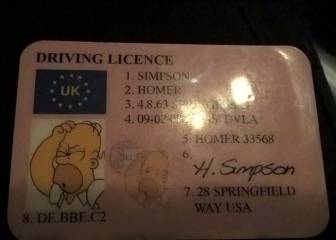 DRIVING LICENCE
UK
1. SIMPSON
2. HOMER
3. 4.8.63
4. 09-02 DVLA
5. HOMER 33568
6.
H. Simpson
7. 28 SPRINGFIELD
WAY USA
8. DE.BBE.C2